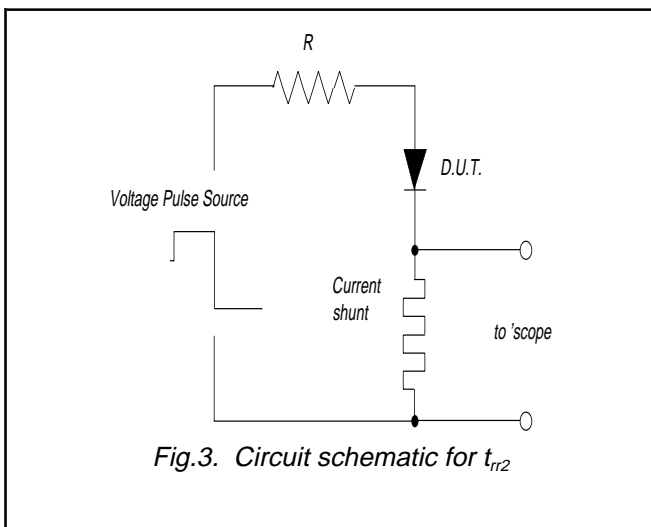 R
D.U.T.
Voltage Pulse Source
Current
shunt
to 'scope
Fig.3. Circuit schematic for trr2